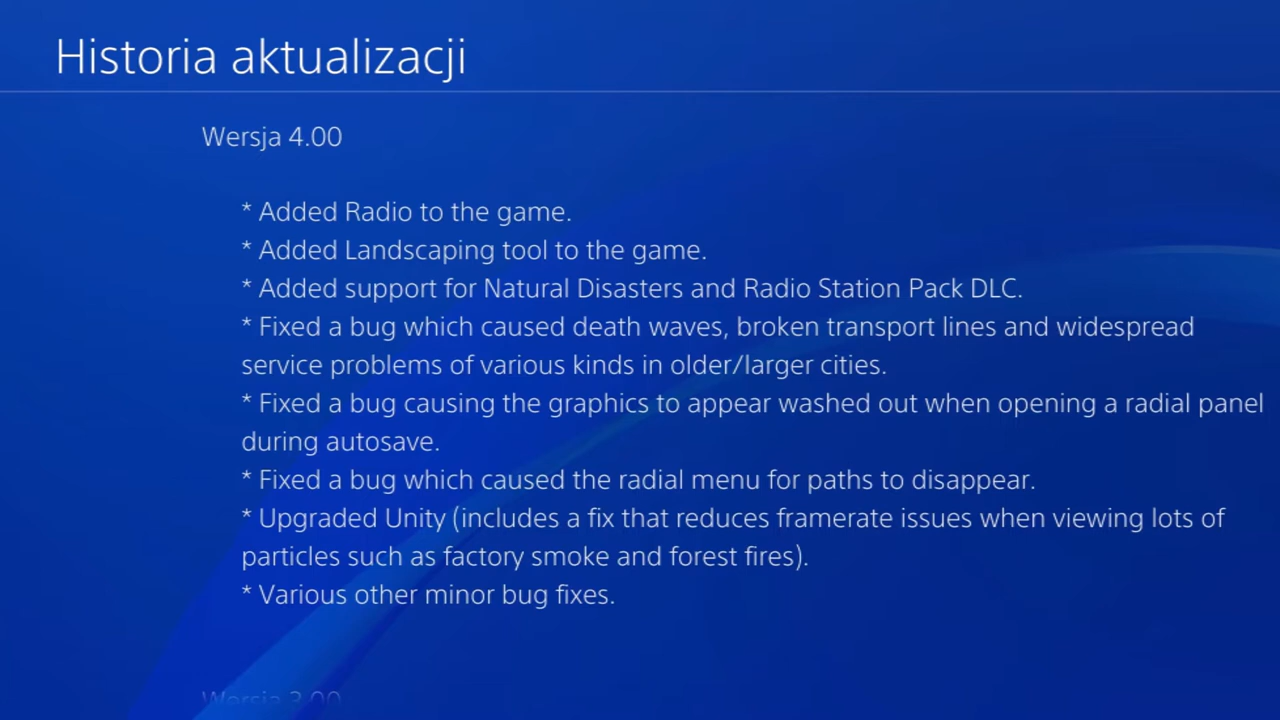 Historia aktualizacji
Wersja 4.00
* Added Radio to the game.
* Added Landscaping tool to the game.
* Added support for Natural Disasters and Radio Station Pack DLC.
* Fixed a bug which caused death waves, broken transport lines and widespread
service problems of various kinds in older/larger cities.
* Fixed a bug causing the graphics to appear washed out when opening a radial panel
during autosave.
* Fixed a bug which caused the radial menu for paths to disappear.
* Upgraded Unity (includes a fix that reduces framerate issues when viewing lots of
particles such as factory smoke and forest fires).
* Various other minor bug fixes.
Wersja 3.00